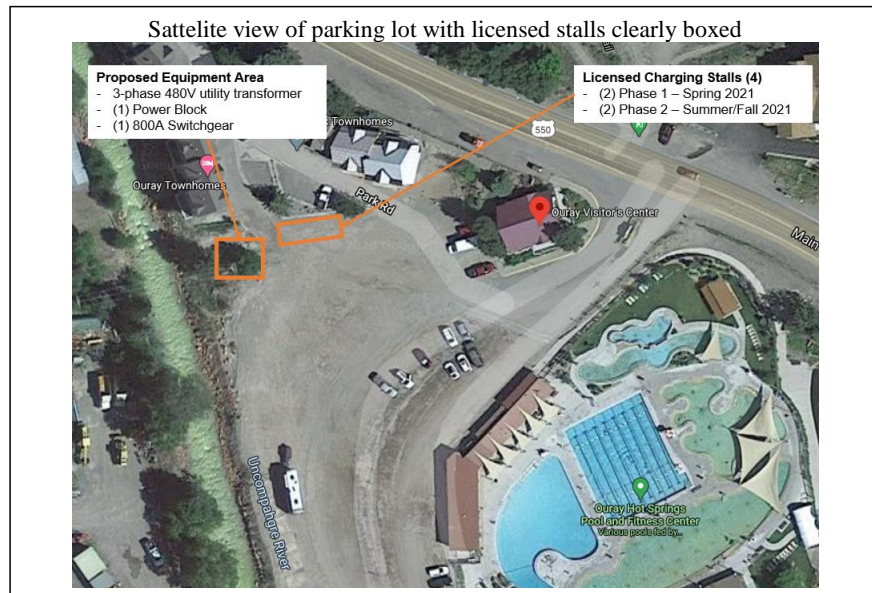 Sattelite view of parking lot with licensed stalls clearly boxed
Proposed Equipment Area
- 3-phase 480V utility transformer
- (1) Power Block
- (1) 800A Switchgear
Licensed Charging Stalls (4)
- (2) Phase 1 – Spring 2021
- (2) Phase 2 – Summer/Fall 2021
Townhomes
550
Ouray Townhomes
Park Rd
Ouray Visitor's Center
Main
Uncompahgre River
Ouray Hot Springs
Pool and Fitness Center
Various pools fed by...